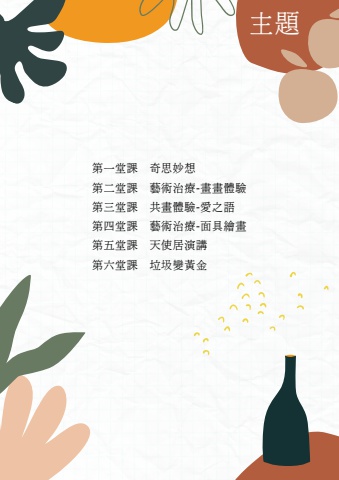 主題
第一堂課 奇思妙想
第二堂課 藝術治療-畫畫體驗
第三堂課 共畫體驗-愛之語
第四堂課 藝術治療-面具繪畫
第五堂課 天使居演講
第六堂課 垃圾變黃金